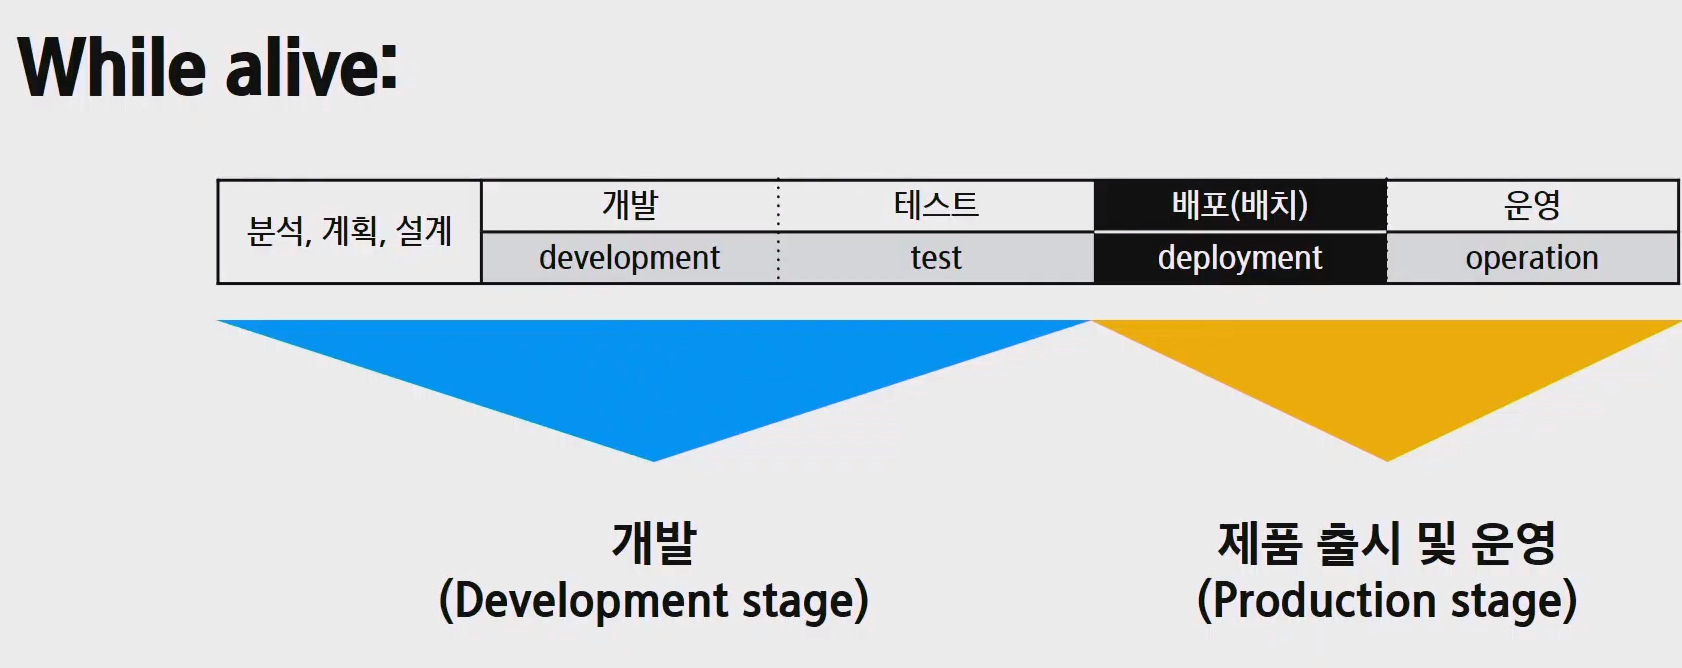 While alive:
분석, 계획, 설계
개발 테스트 배포(배치) 운영
development test deployment operation
개발
(Development stage)
제품 출시 및 운영
(Production stage)